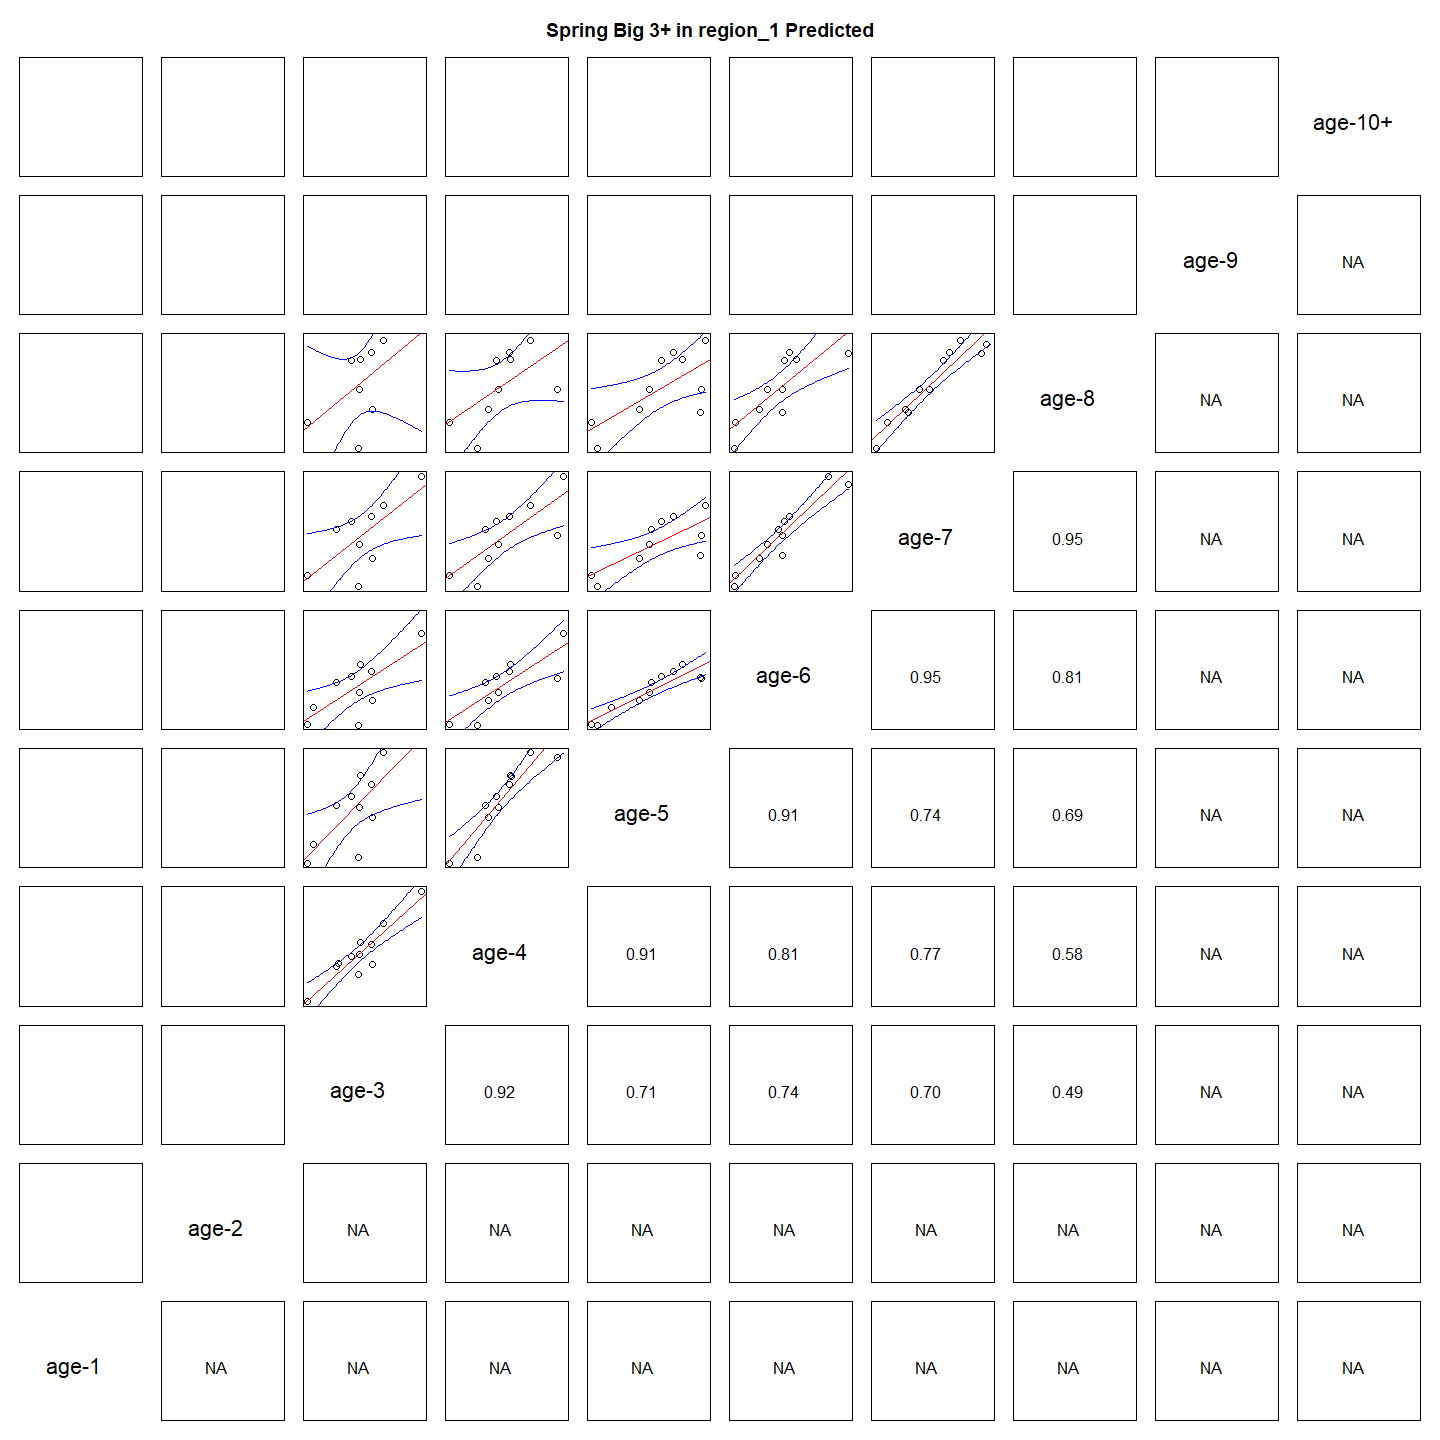 Spring Big 3+ in region_1 Predicted
age-10+
age-9 NA
age-8 NA NA
age-7 0.95 NA NA
age-6 0.95 0.81 NA NA
age-5 0.91 0.74 0.69 NA NA
age-4 0.91 0.81 0.77 0.58 NA NA
age-3 0.92 0.71 0.74 0.70 0.49 NA NA
age-2 NA NA NA NA NA NA NA NA
age-1 NA NA NA NA NA NA NA NA NA